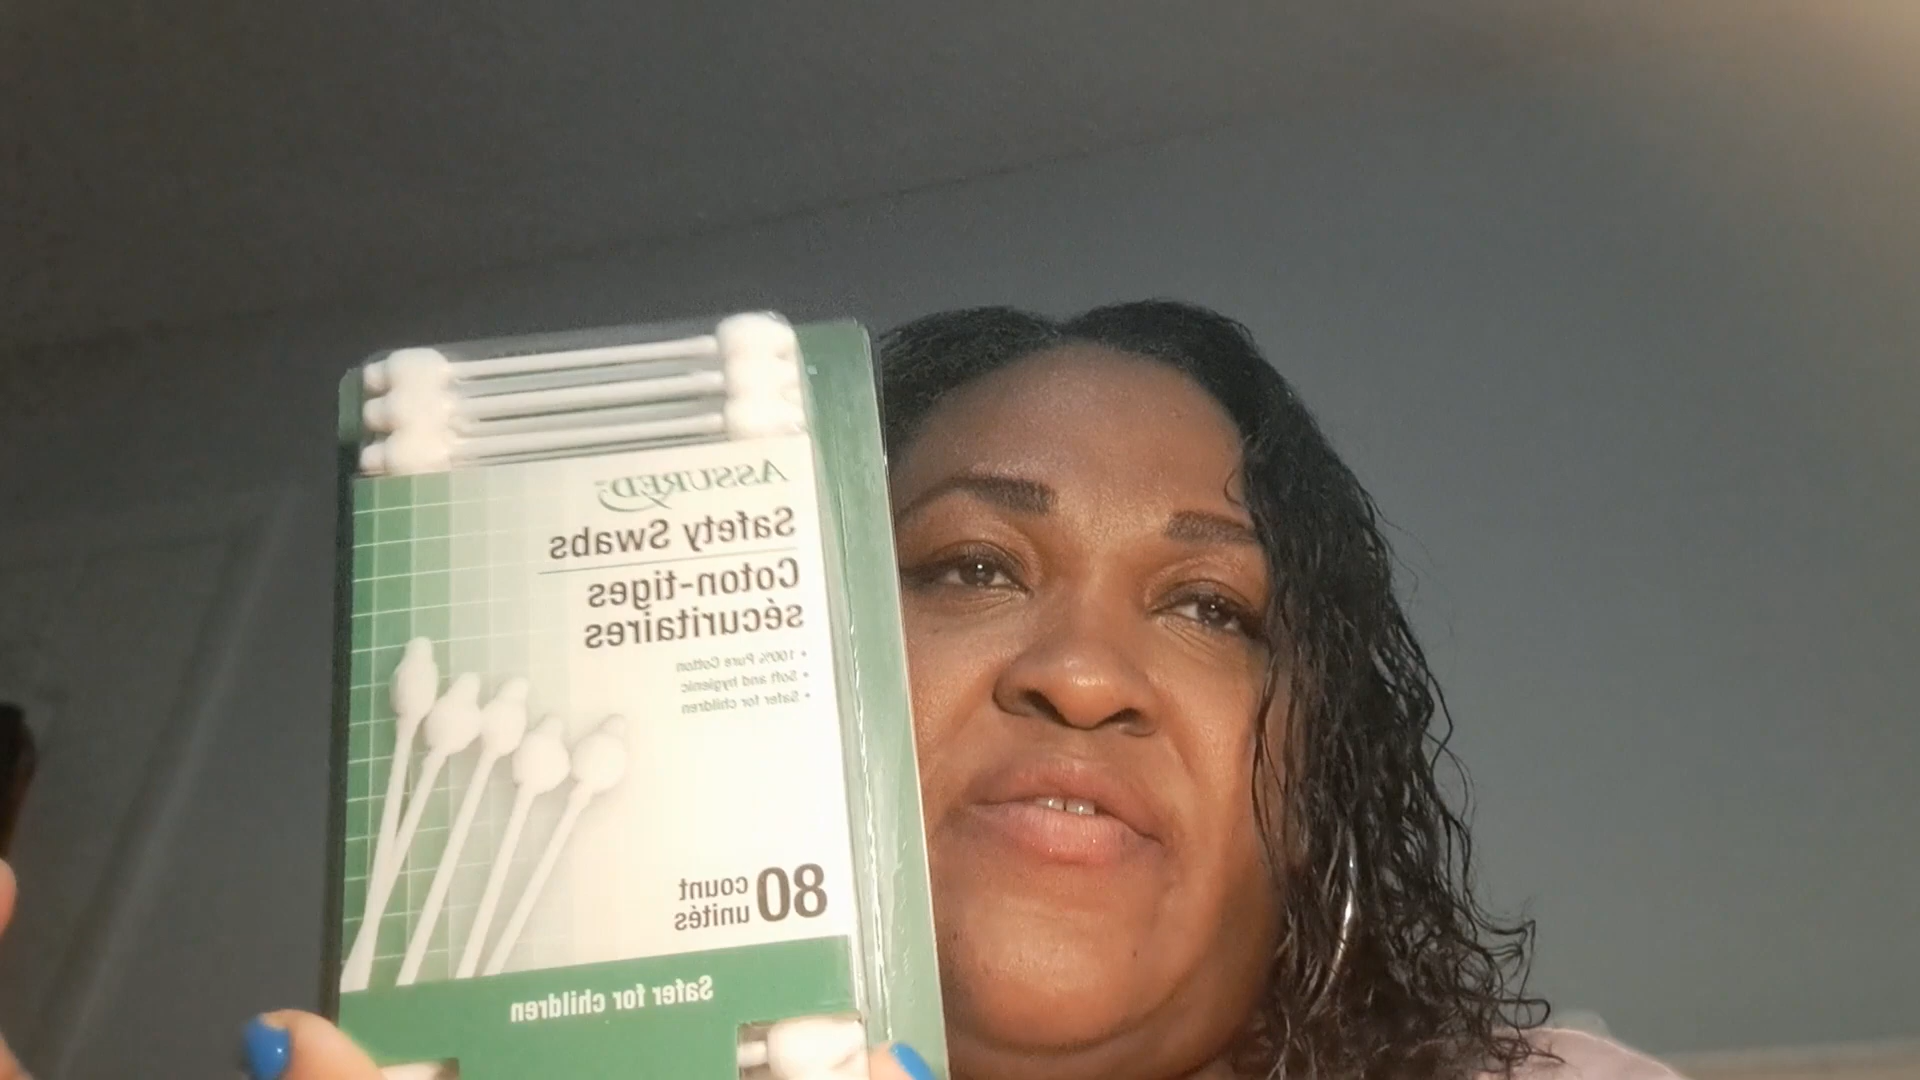 ASSURED™
Safety Swabs
Coton-tiges
sécuritaires
• 100% Pure Cotton
• Soft and hygienic
• Safer for children
80 count
unités
Safer for children